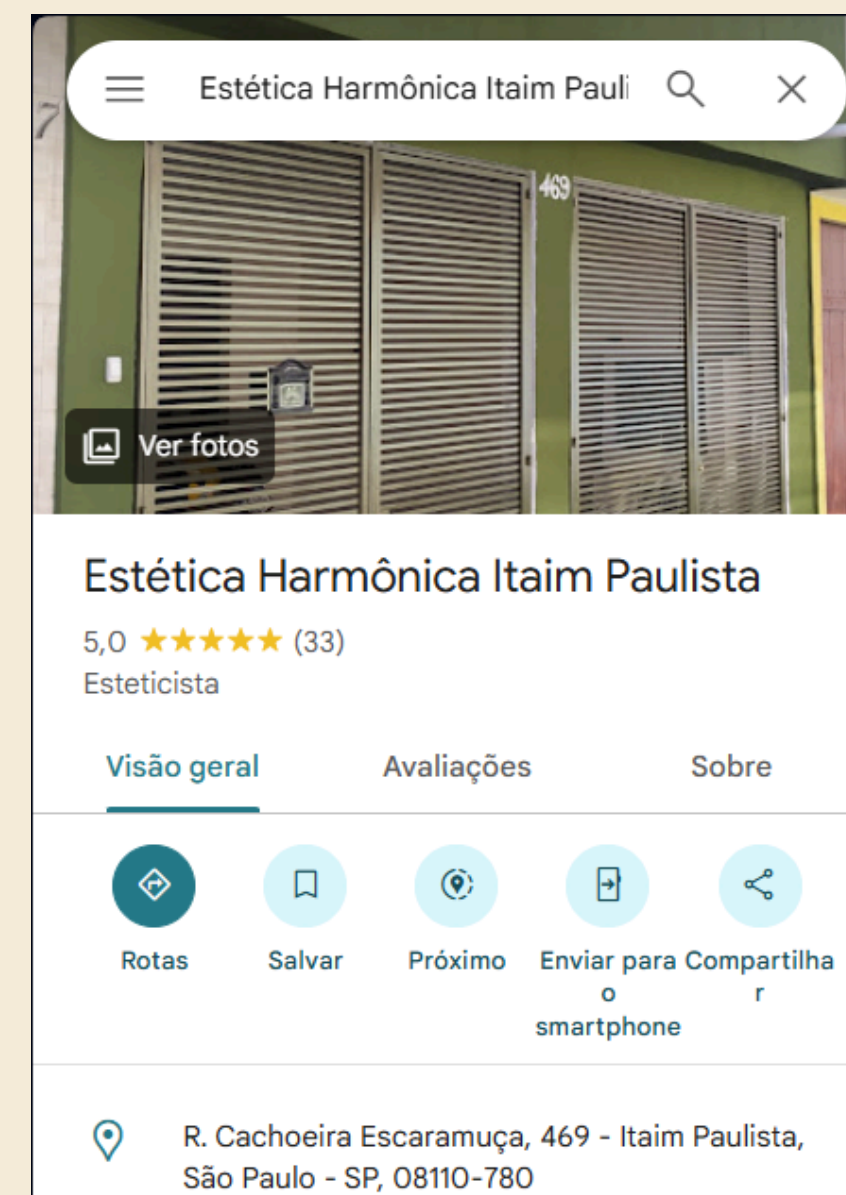 Estética Harmônica Itaim Pauli
7
469
Ver fotos
Estética Harmônica Itaim Paulista
5,0 ★★★★★ (33)
Esteticista
Visão geral Avaliações Sobre
Rotas Salvar Próximo Enviar para o smartphone Compartilhar
R. Cachoeira Escaramuça, 469 - Itaim Paulista,
São Paulo - SP, 08110-780